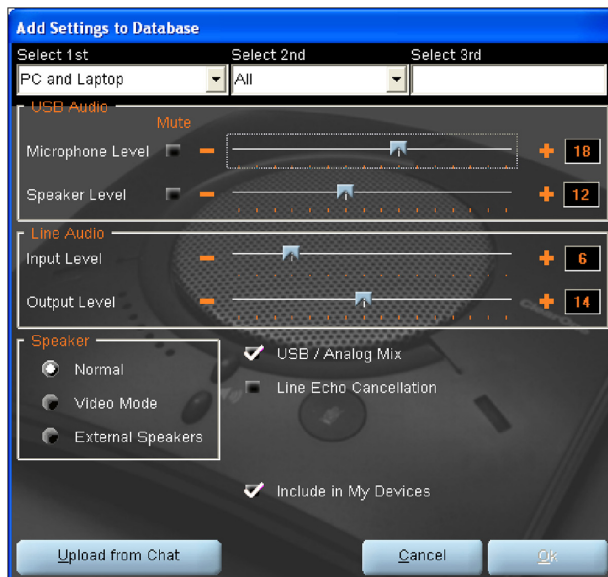 Add Settings to Database
Select 1st Select 2nd Select 3rd
PC and Laptop All
USB Audio
Mute
Microphone Level 18
Speaker Level 12
Line Audio
Input Level 6
Output Level 14
Speaker
Normal
Video Mode
External Speakers
USB / Analog Mix
Line Echo Cancellation
Include in My Devices
Upload from Chat Cancel Ok